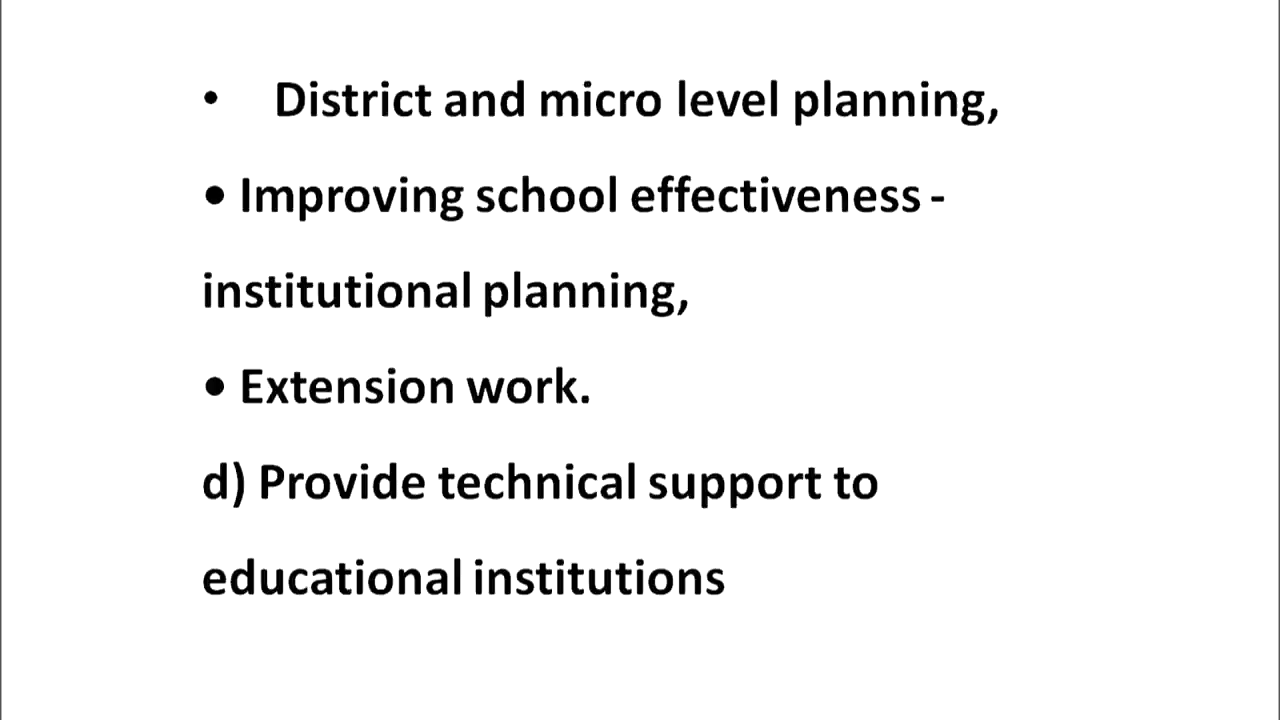 • District and micro level planning,
• Improving school effectiveness -
institutional planning,
• Extension work.
d) Provide technical support to
educational institutions